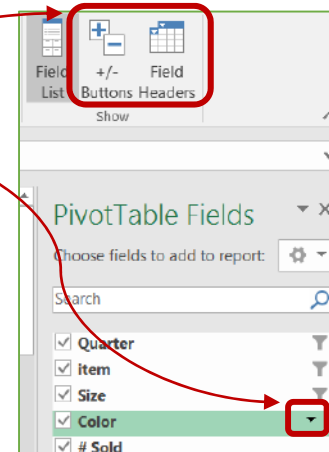 Field +/- Field
List Buttons Headers
Show
PivotTable Fields
Choose fields to add to report:
Search
Quarter
item
Size
Color
# Sold